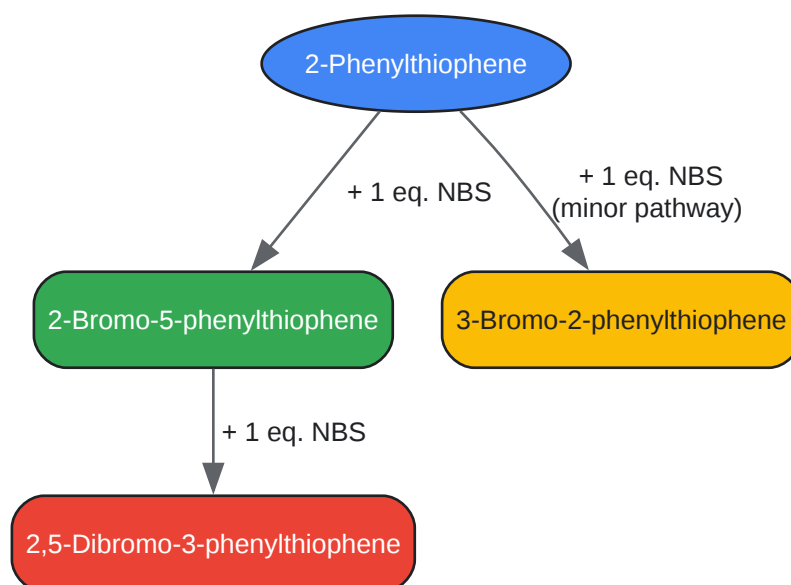 2-Phenylthiophene
+ 1 eq. NBS
+ 1 eq. NBS
(minor pathway)
2-Bromo-5-phenylthiophene
3-Bromo-2-phenylthiophene
+ 1 eq. NBS
2,5-Dibromo-3-phenylthiophene